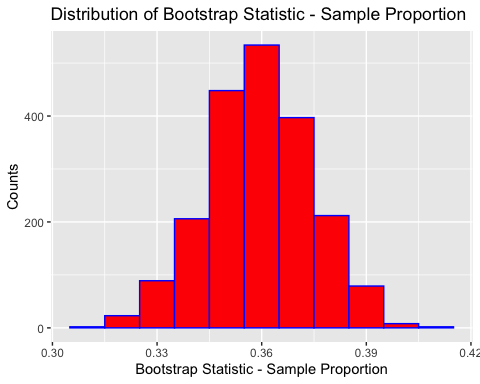 Distribution of Bootstrap Statistic - Sample Proportion
Counts
400
200
0
0.30 0.33 0.36 0.39 0.42
Bootstrap Statistic - Sample Proportion